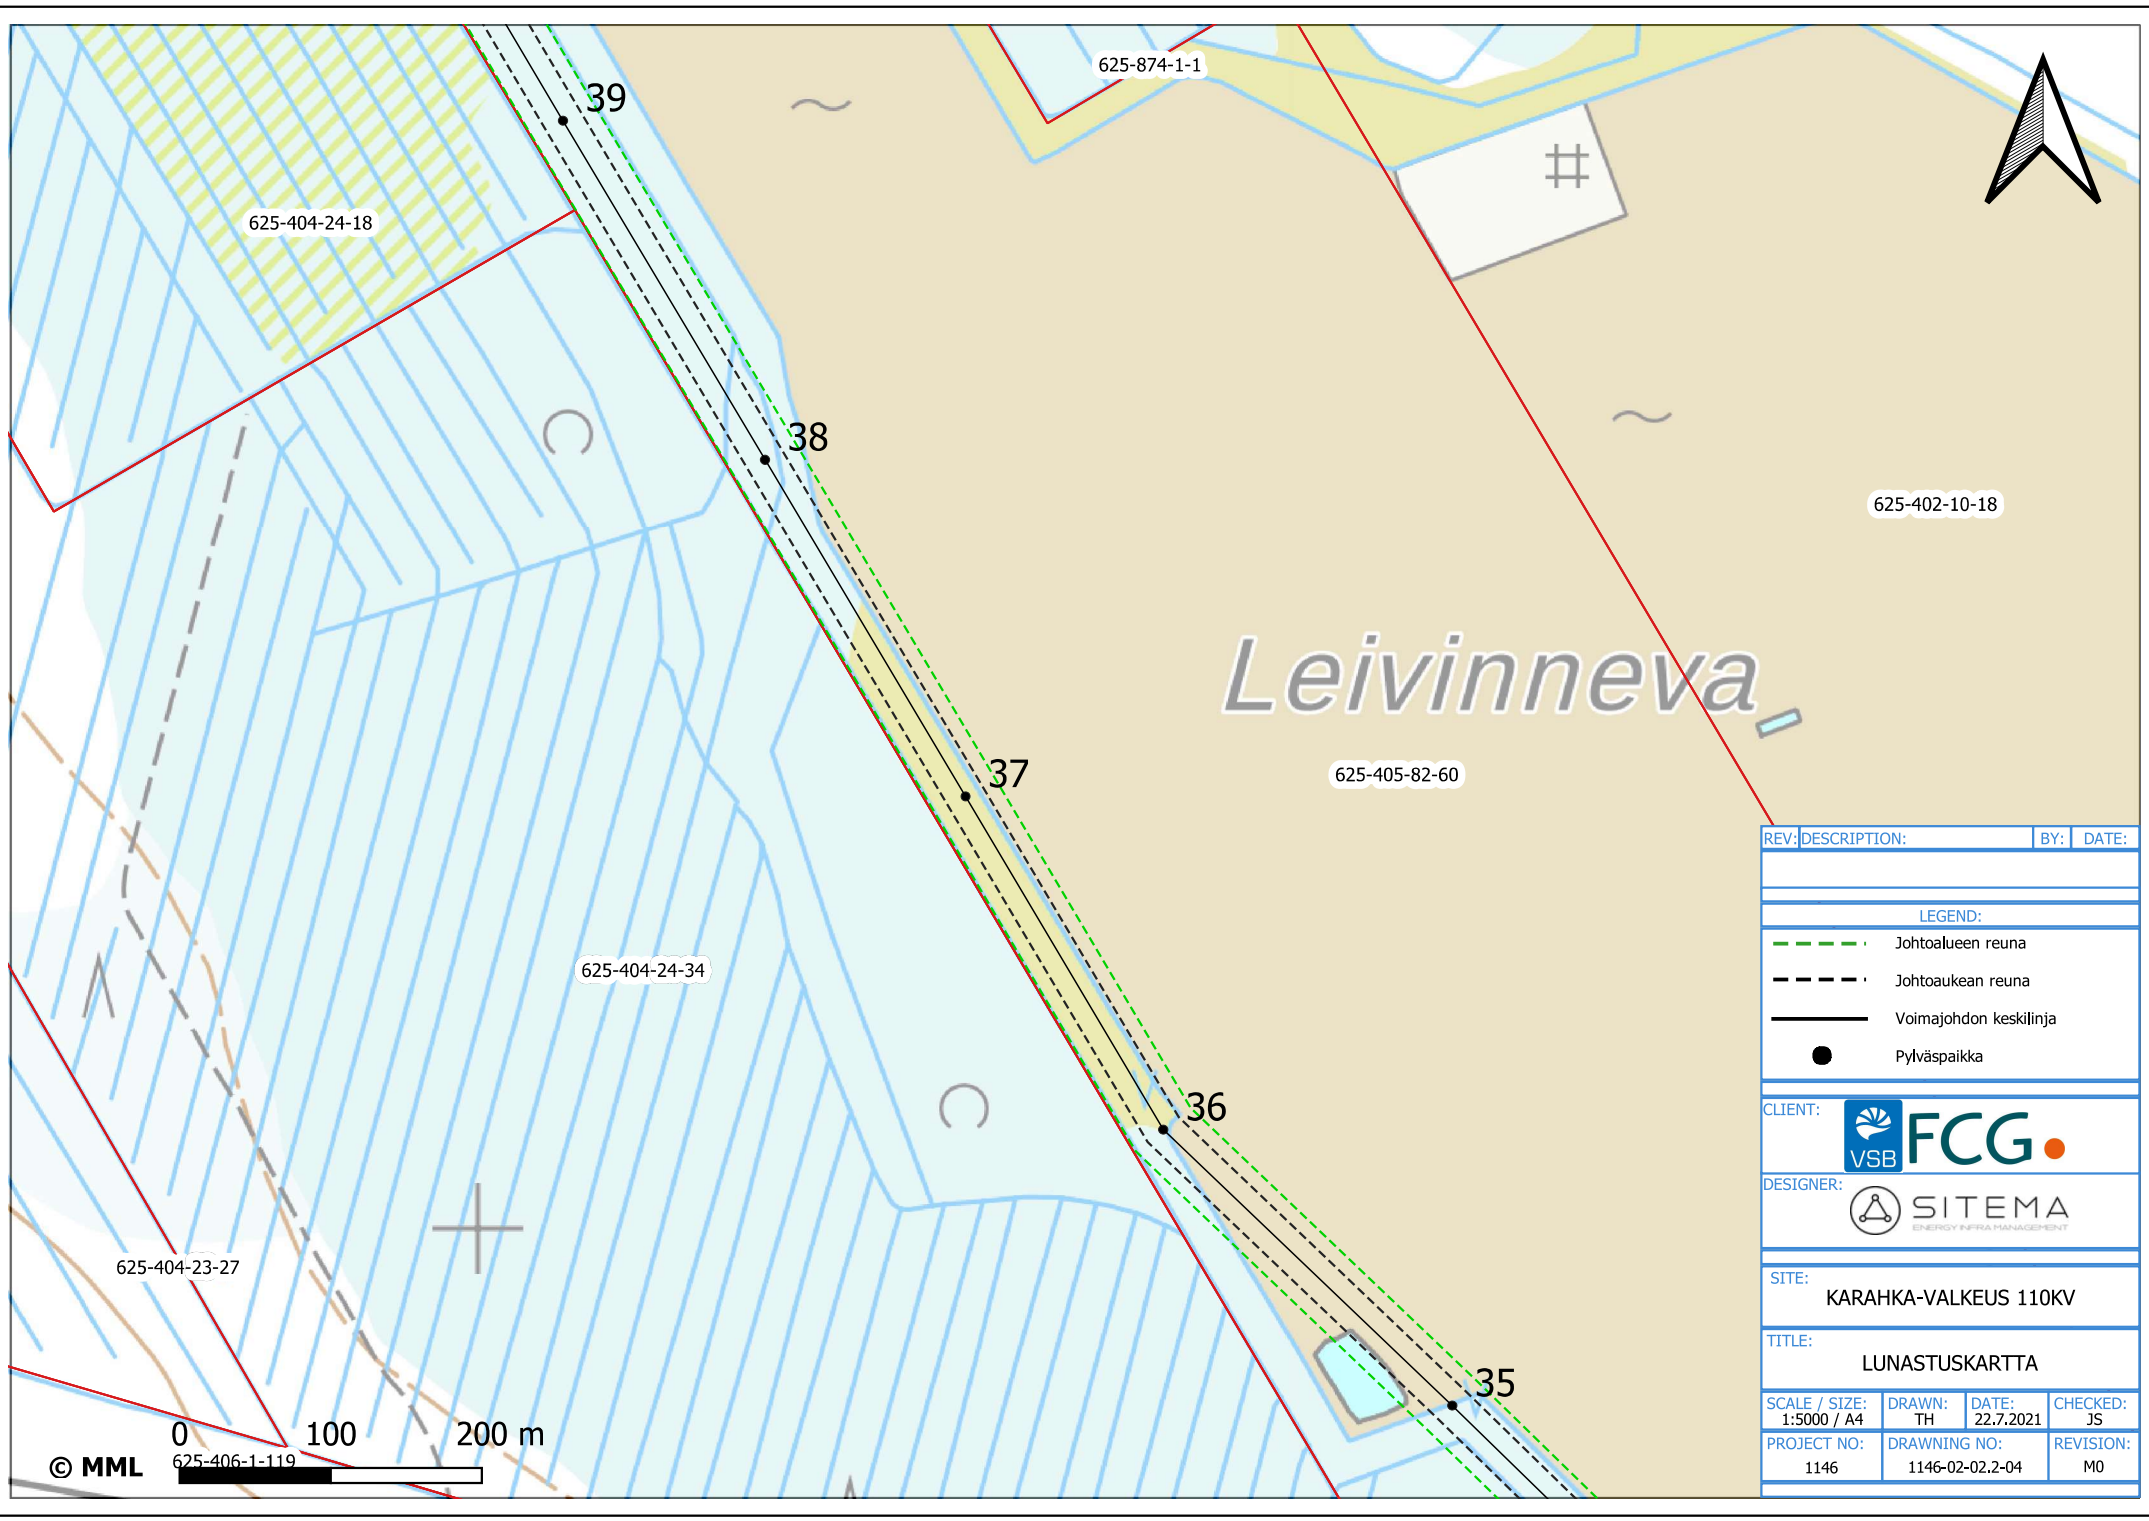 625-874-1-1
39
625-404-24-18
38
625-402-10-18
Leivinneva
37
625-405-82-60
625-404-24-34
36
625-404-23-27
35
0 100 200 m
625-406-1-119
© MML
REV: DESCRIPTION: BY: DATE:
LEGEND:
Johtoalueen reuna
Johtoaukean reuna
Voimajohdon keskilinja
Pylväspaikka
CLIENT:
VSB FCG
DESIGNER:
SITEMA
ENERGY INFRA MANAGEMENT
SITE:
KARAHKA-VALKEUS 110KV
TITLE:
LUNASTUSKARTTA
SCALE / SIZE: DRAWN: DATE: CHECKED:
1:5000 / A4 TH 22.7.2021 JS
PROJECT NO: DRAWING NO: REVISION:
1146 1146-02-02.2-04 M0